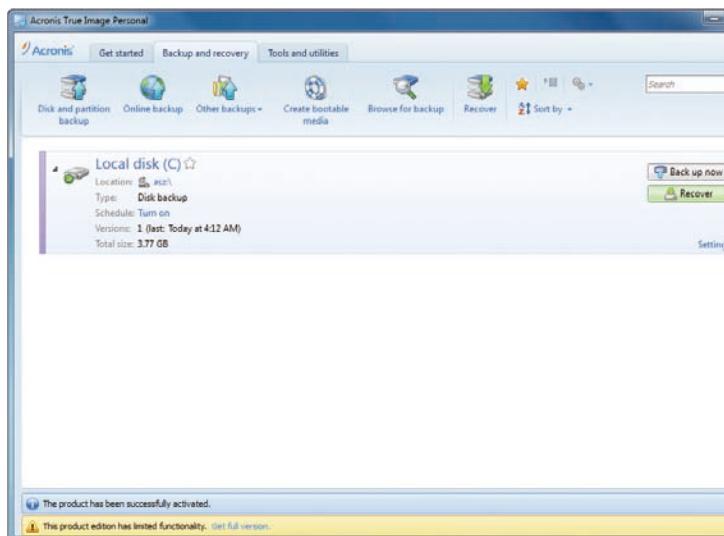 Acronis True Image Personal
Acronis
Get started
Backup and recovery
Tools and utilities
Disk and partition backup
Online backup
Other backups
Create bootable media
Browse for backup
Recover
Sort by
Search
Local disk (C)
Location: asz:\
Type: Disk backup
Schedule: Turn on
Versions: 1 (last: Today at 4:12 AM)
Total size: 3.77 GB
Back up now
Recover
Setting
The product has been successfully activated.
This product edition has limited functionality. Get full version.